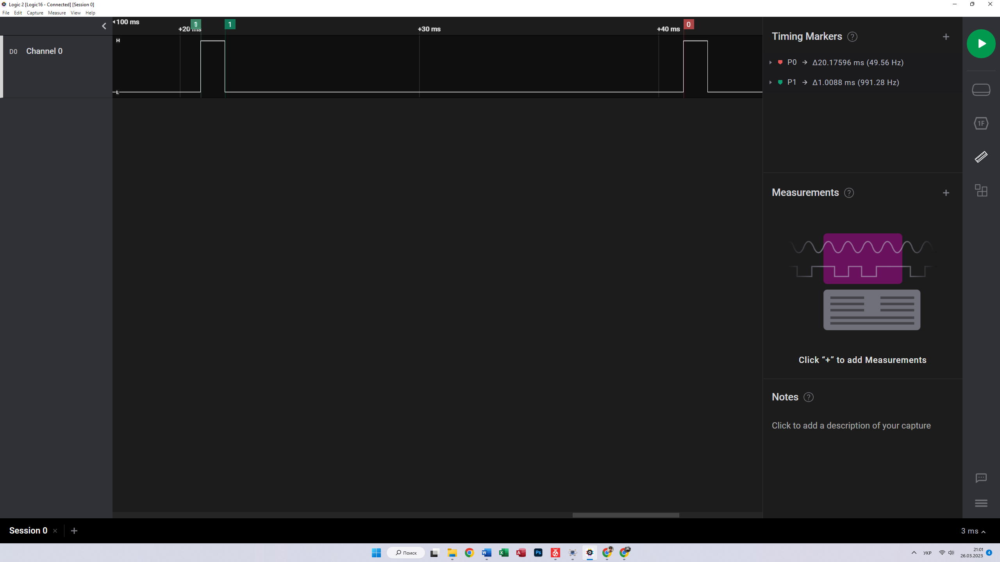 Logic 2 [Logic16 - Connected] [Session 0]
File Edit Capture Measure View Help
100 ms
+20 ms
1
1
+30 ms
+40 ms
0
D0 Channel 0
H
L
Timing Markers ?
P0 → Δ20.17596 ms (49.56 Hz)
P1 → Δ1.0088 ms (991.28 Hz)
1F
Measurements ?
Click “+” to add Measurements
Notes ?
Click to add a description of your capture
Session 0
3 ms
Поиск
W
X
A
Ps
УКР
21:01
26.03.2023
4